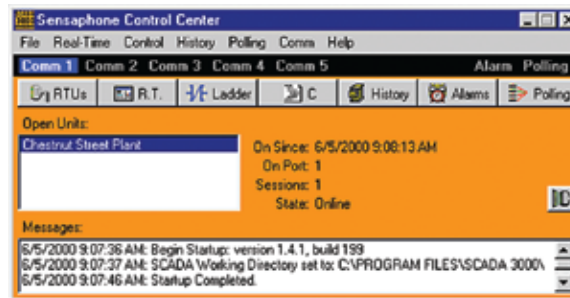 Sensaphone Control Center
File Real-Time Control History Polling Comm Help
Comm 1 Comm 2 Comm 3 Comm 4 Comm 5 Alarm Polling
RTUs R.T. Ladder C History Alarms Polling
Open Units:
Chestnut Street Plant
On Since: 6/5/2000 9:08:13 AM
On Port: 1
Sessions: 1
State: Online
Messages:
6/5/2000 9:07:36 AM: Begin Startup: version 1.4.1, build 199
6/5/2000 9:07:37 AM: SCADA Working Directory set to: C:\PROGRAM FILES\SCADA 3000\
6/5/2000 9:07:46 AM: Startup Completed.